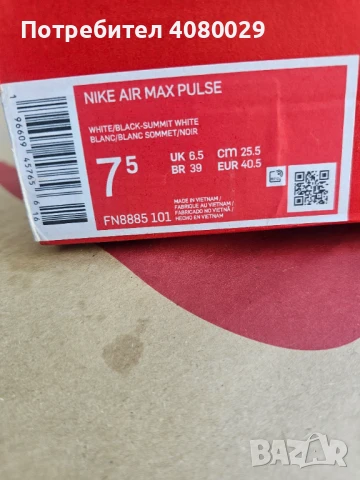 Потребител 4080029
NIKE AIR MAX PULSE
WHITE/BLACK-SUMMIT WHITE
BLANC/BLANC SOMMET/NOIR
7 5
UK 6.5 CM 25.5
BR 39 EUR 40.5
FN8885 101
MADE IN VIETNAM/
FABRIQUÉ AU VIETNAM/
FABRICADO NO VIETNAM/
HECHO EN VIETNAM
BAZAR